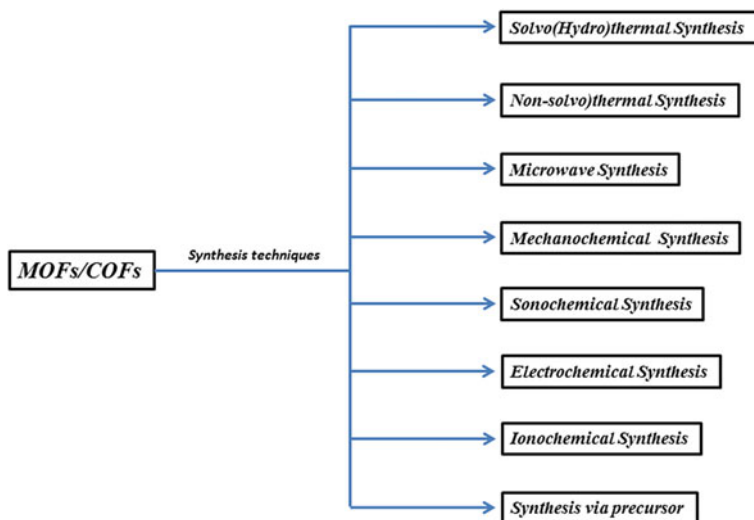 Solvo(Hydro)thermal Synthesis
Non-solvo)thermal Synthesis
Microwave Synthesis
Mechanochemical Synthesis
MOFs/COFs
Synthesis techniques
Sonochemical Synthesis
Electrochemical Synthesis
Ionochemical Synthesis
Synthesis via precursor